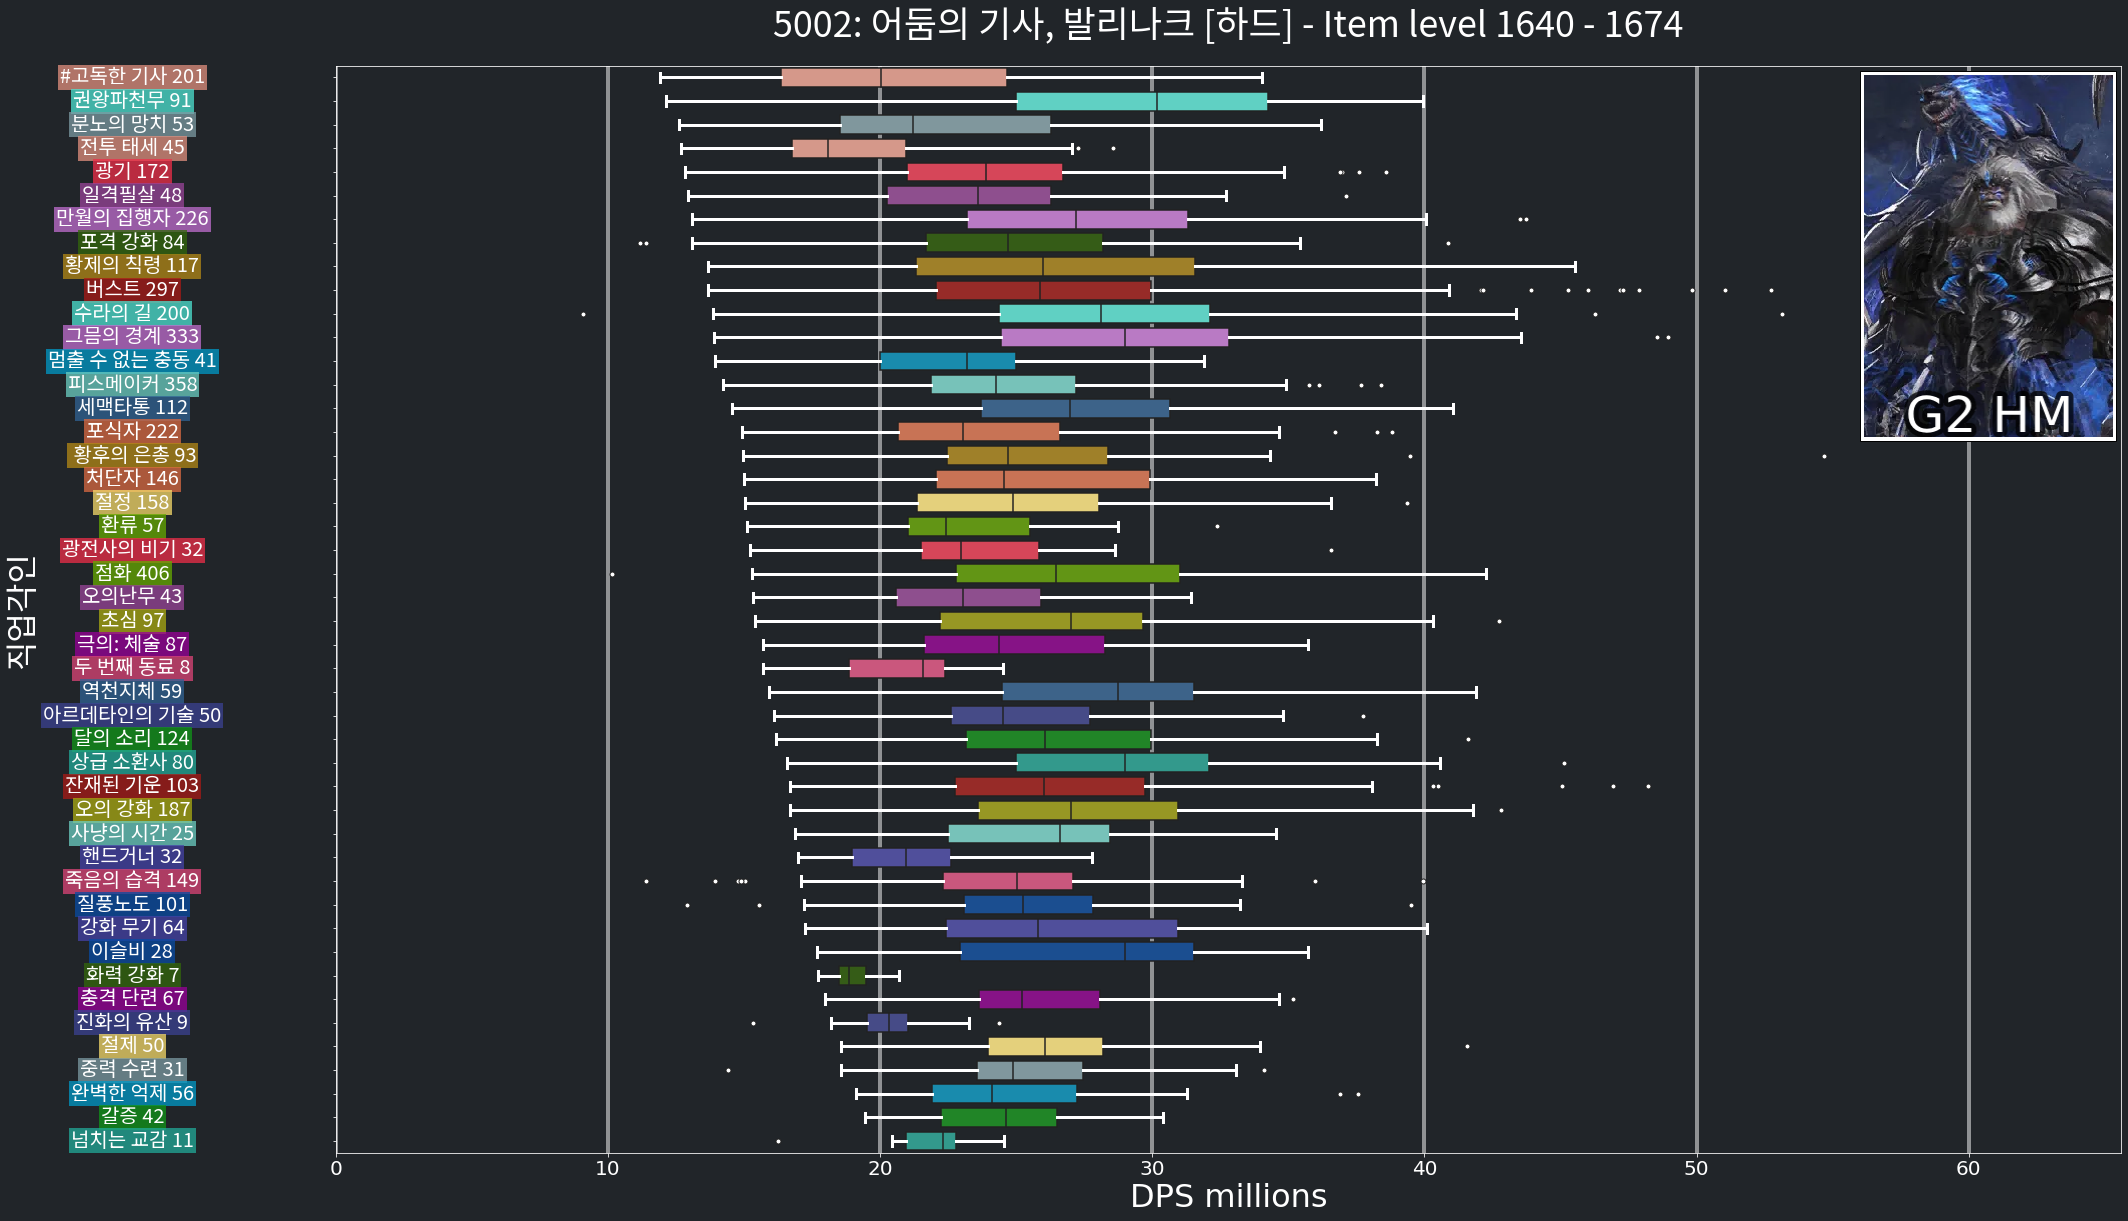 5002: 어둠의 기사, 발리나크 [하드] - Item level 1640 - 1674
#고독한 기사 201
권왕파천무 91
분노의 망치 53
전투 태세 45
광기 172
일격필살 48
만월의 집행자 226
포격 강화 84
황제의 칙령 117
버스트 297
수라의 길 200
그믐의 경계 333
멈출 수 없는 충동 41
피스메이커 358
세맥타통 112
포식자 222
황후의 은총 93
처단자 146
절정 158
환류 57
광전사의 비기 32
점화 406
오의난무 43
초심 97
극의: 체술 87
두 번째 동료 8
역천지체 59
아르데타인의 기술 50
달의 소리 124
상급 소환사 80
잔재된 기운 103
오의 강화 187
사냥의 시간 25
핸드거너 32
죽음의 습격 149
질풍노도 101
강화 무기 64
이슬비 28
화력 강화 7
충격 단련 67
진화의 유산 9
절제 50
중력 수련 31
완벽한 억제 56
갈증 42
넘치는 교감 11
직업각인
G2 HM
0 10 20 30 40 50 60
DPS millions